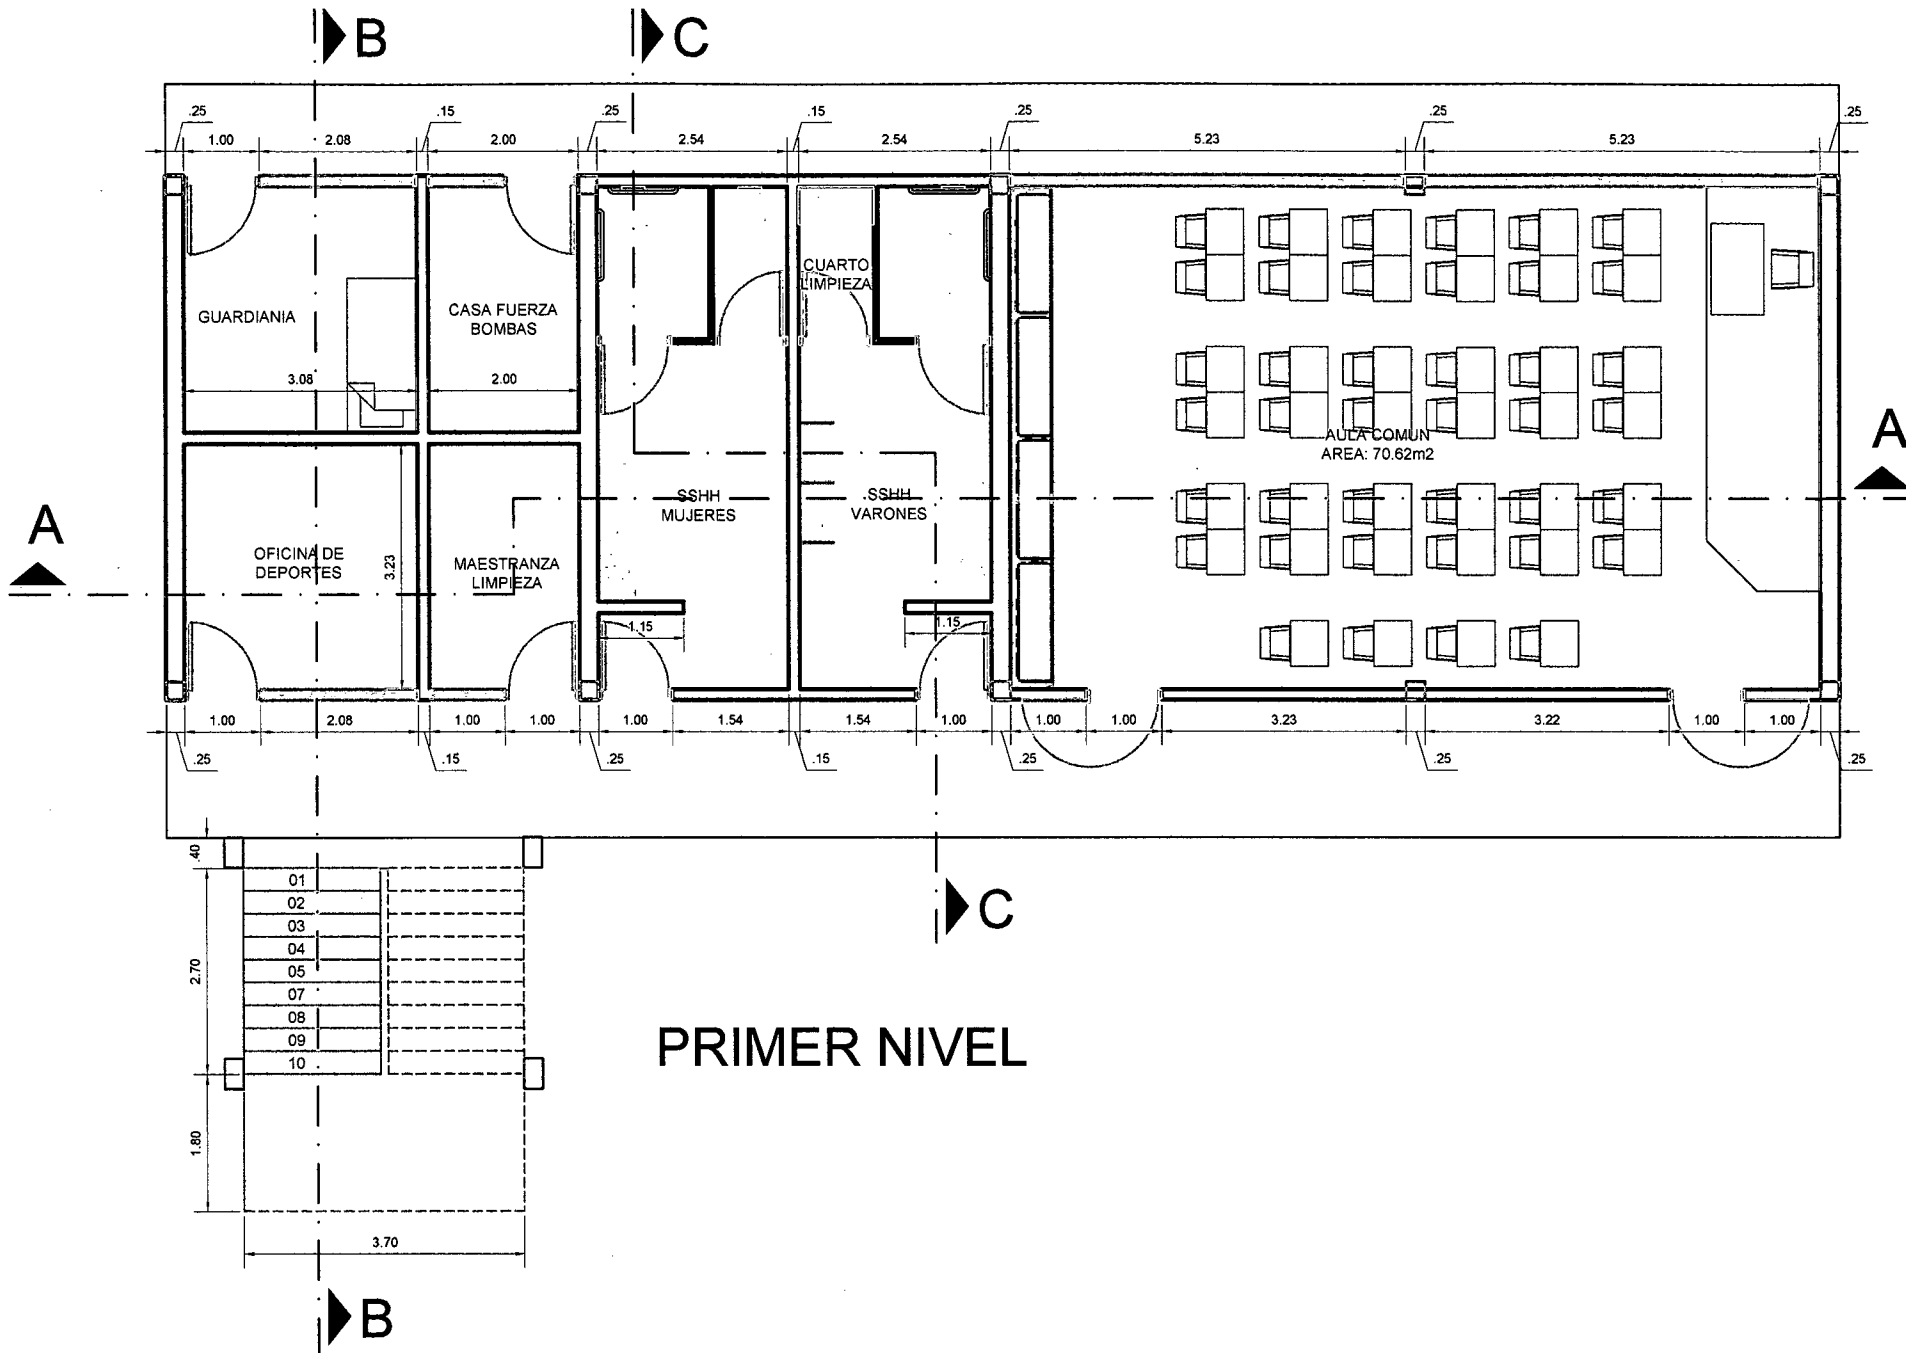 B
C
.25
.15
.25
.15
.25
.25
.25
1.00
2.08
2.00
2.54
2.54
5.23
5.23
CUARTO
LIMPIEZA
GUARDIANIA
CASA FUERZA
BOMBAS
3.08
2.00
AULA COMUN
AREA: 70.62m2
A
A
SSHH
MUJERES
SSHH
VARONES
OFICINA DE
DEPORTES
3.23
MAESTRANZA
LIMPIEZA
1.15
1.15
1.00
2.08
1.00
1.00
1.00
1.54
1.54
1.00
1.00
1.00
3.23
3.22
1.00
1.00
.25
.15
.25
.15
.25
.25
.25
.40
01
02
03
04
05
07
08
09
10
2.70
C
PRIMER NIVEL
1.80
3.70
B